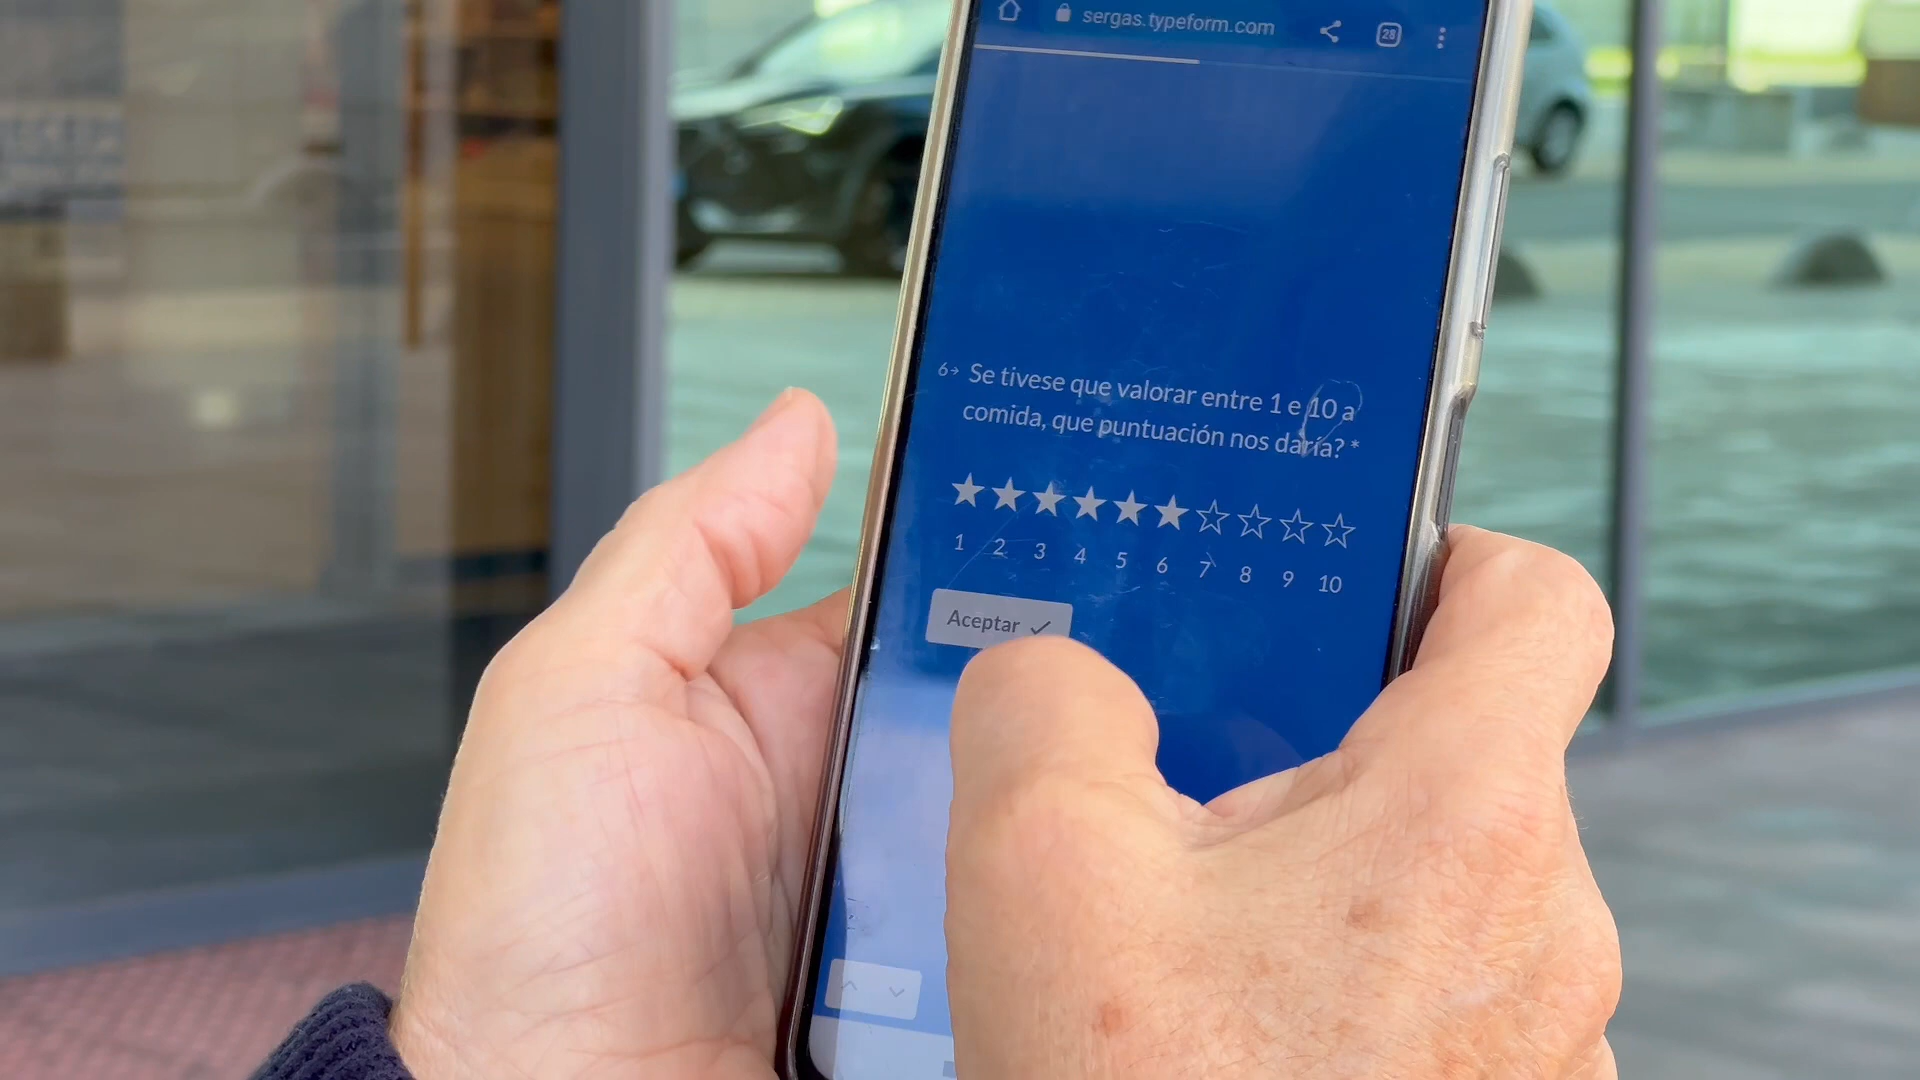 sergas.typeform.com
28
6→ Se tivese que valorar entre 1 e 10 a
comida, que puntuación nos daría? *
1 2 3 4 5 6 7 8 9 10
Aceptar ✓